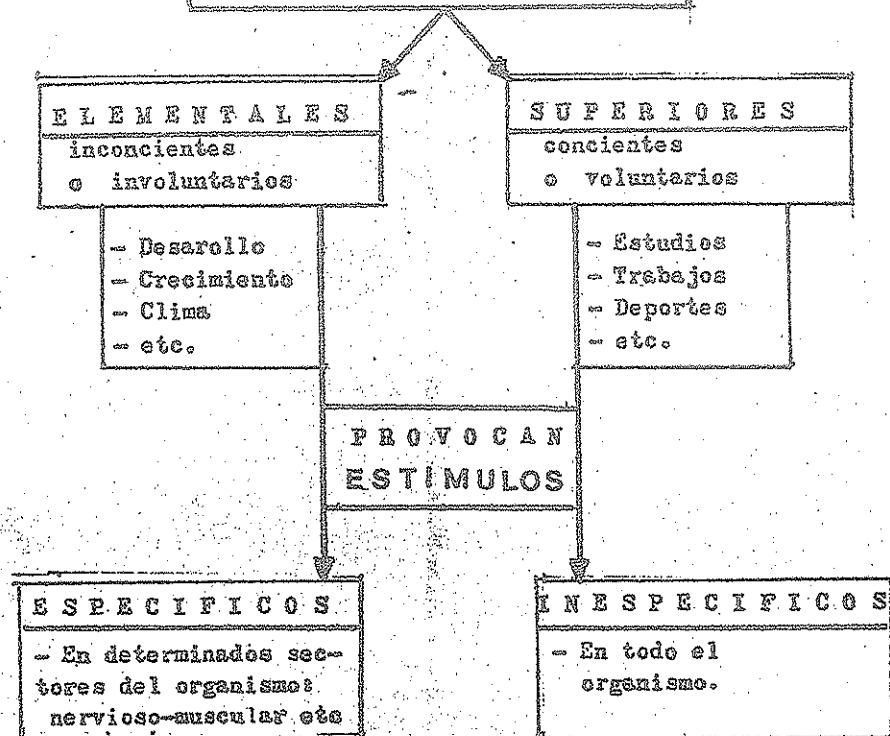 ELEMENTALES
inconcientes
o involuntarios
SUPERIORES
concientes
o voluntarios
- Desarollo
- Crecimiento
- Clima
- etc.
- Estudios
- Trabajos
- Deportes
- etc.
PROVOCAN
ESTÍMULOS
ESPECIFICOS
- En determinados sec-
tores del organismo:
nervioso-muscular etc
INESPECIFICOS
- En todo el
organismo.